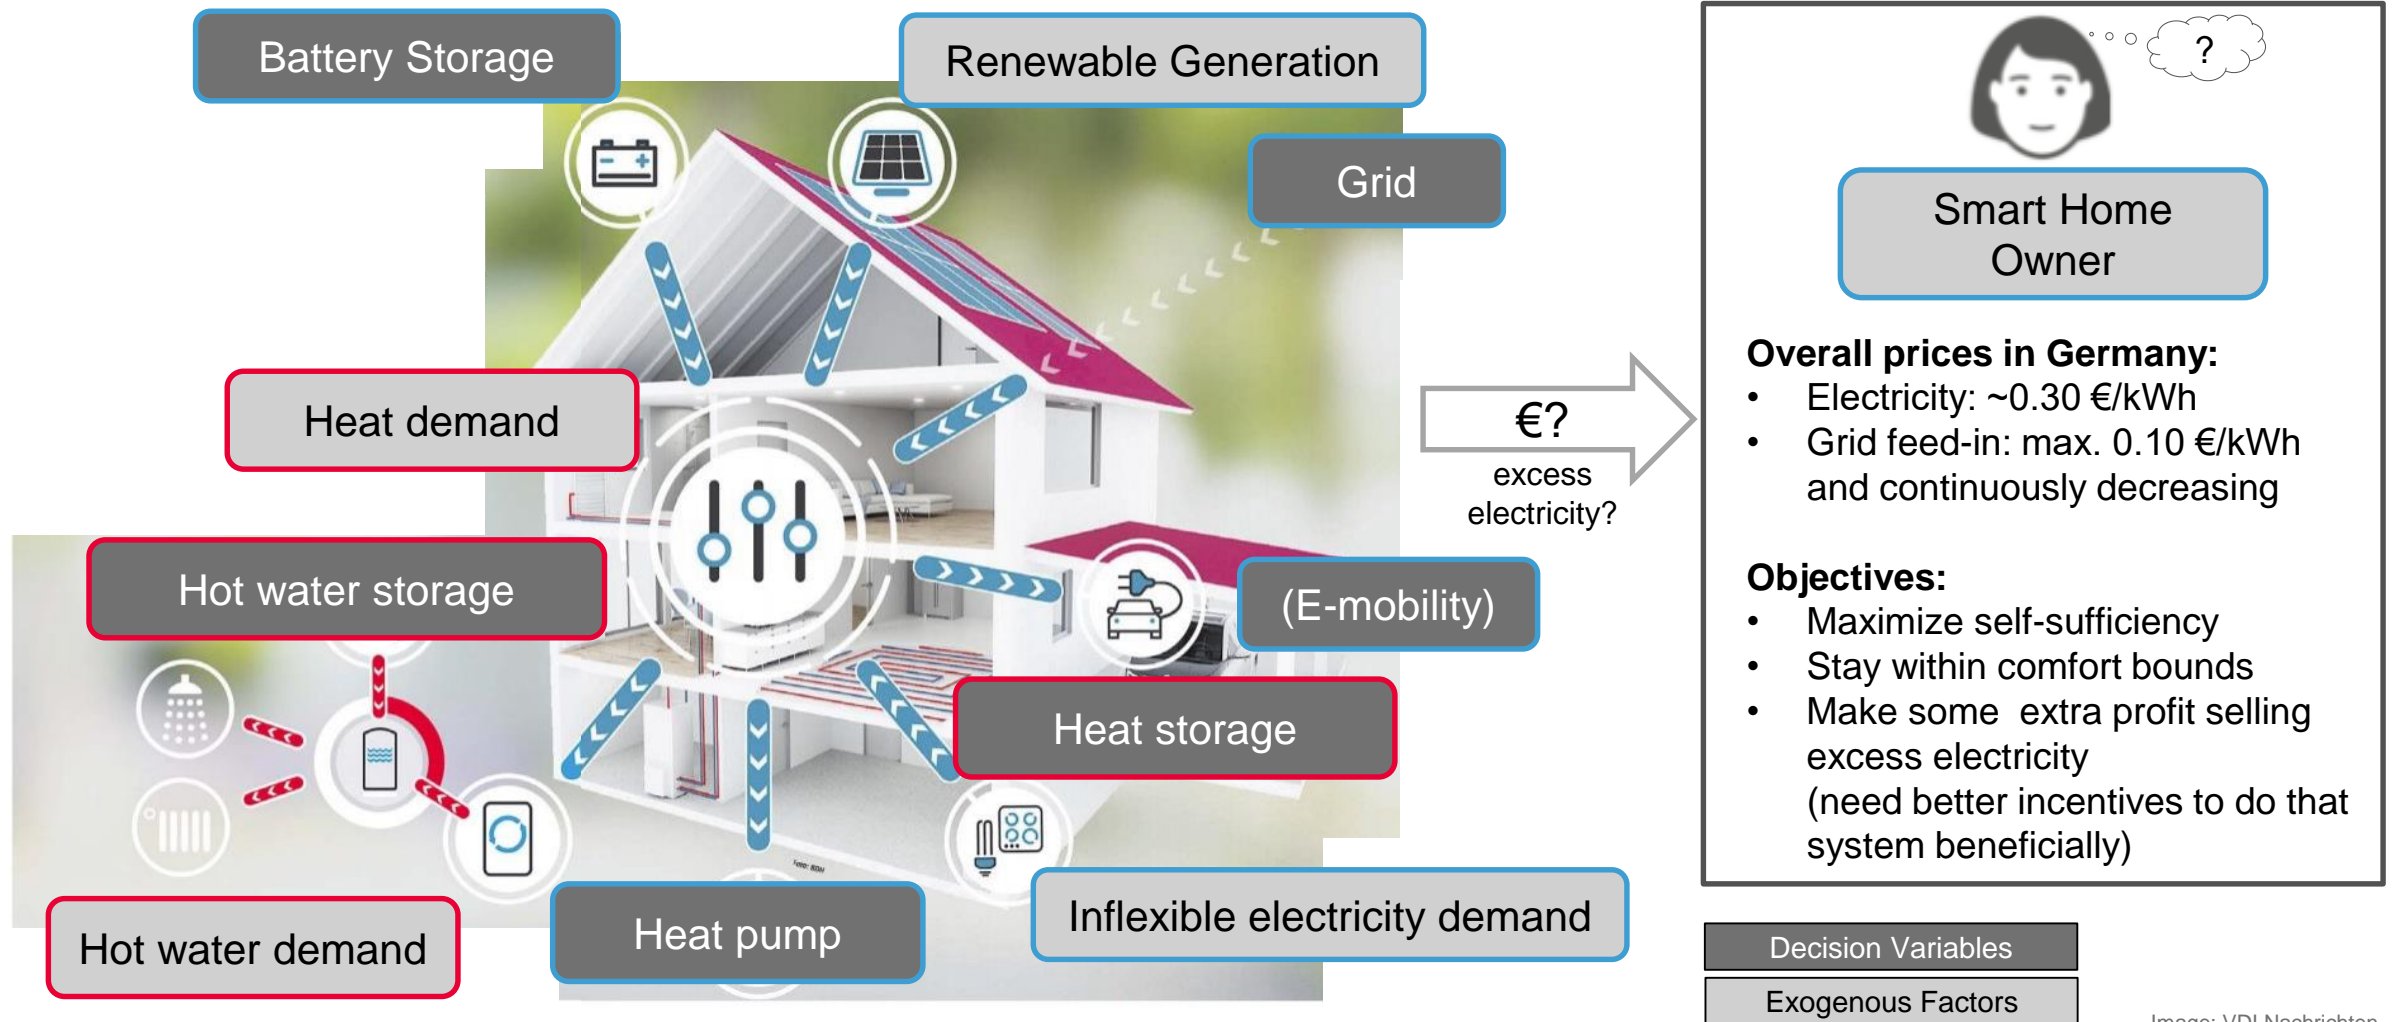 Battery Storage
Renewable Generation
?
Grid
Smart Home
Owner
Heat demand
€?
excess
electricity?
Overall prices in Germany:
• Electricity: ~0.30 €/kWh
• Grid feed-in: max. 0.10 €/kWh
and continuously decreasing
Hot water storage
(E-mobility)
Objectives:
• Maximize self-sufficiency
• Stay within comfort bounds
• Make some extra profit selling
excess electricity
(need better incentives to do that
system beneficially)
Heat storage
Hot water demand
Heat pump
Inflexible electricity demand
Decision Variables
Exogenous Factors
Image: VDI Nachrichten